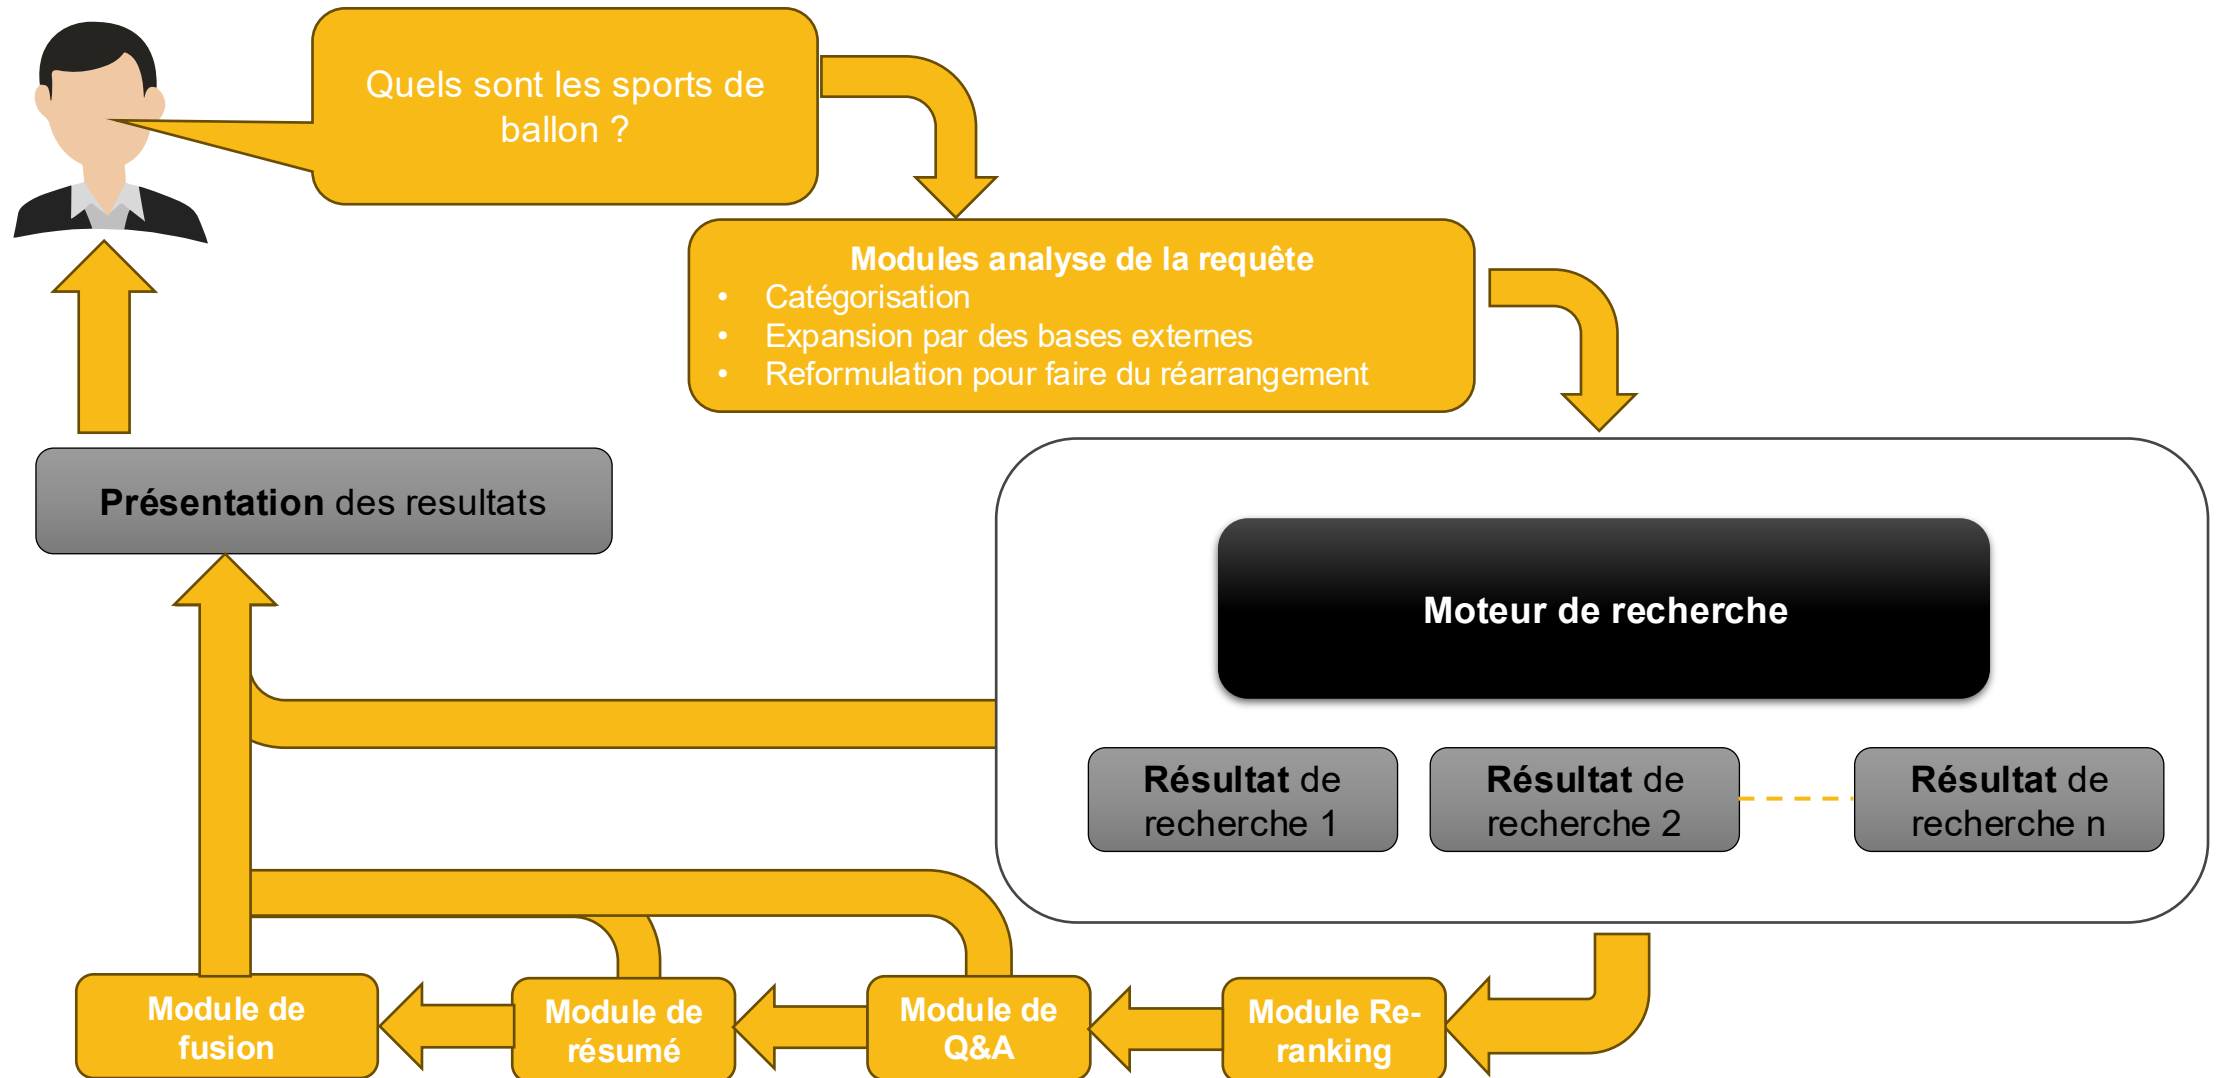 Quels sont les sports de
ballon ?
Modules analyse de la requête
• Catégorisation
• Expansion par des bases externes
• Reformulation pour faire du réarrangement
Présentation des resultats
Moteur de recherche
Résultat de
recherche 1
Résultat de
recherche 2
Résultat de
recherche n
Module de
fusion
Module de
résumé
Module de
Q&A
Module Re-
ranking